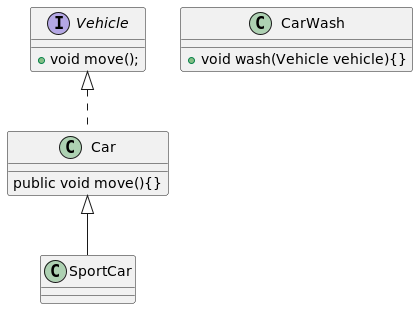 I Vehicle
void move();
C CarWash
void wash(Vehicle vehicle){}
C Car
public void move(){}
C SportCar